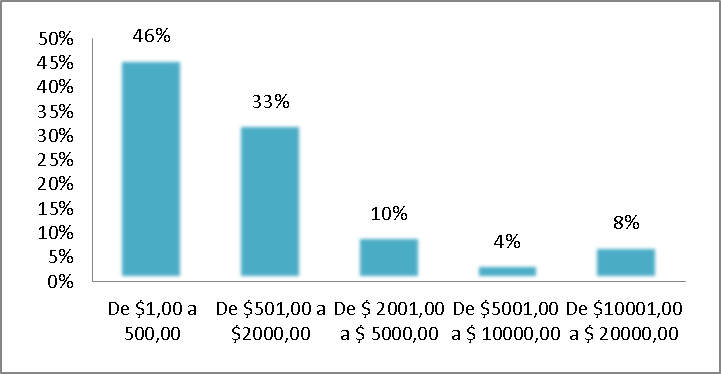 50%
45%
40%
35%
30%
25%
20%
15%
10%
5%
0%
46%
33%
10%
4%
8%
De $1,00 a
500,00
De $501,00 a
$2000,00
De $ 2001,00
a $ 5000,00
De $5001,00
a $ 10000,00
De $10001,00
a $ 20000,00